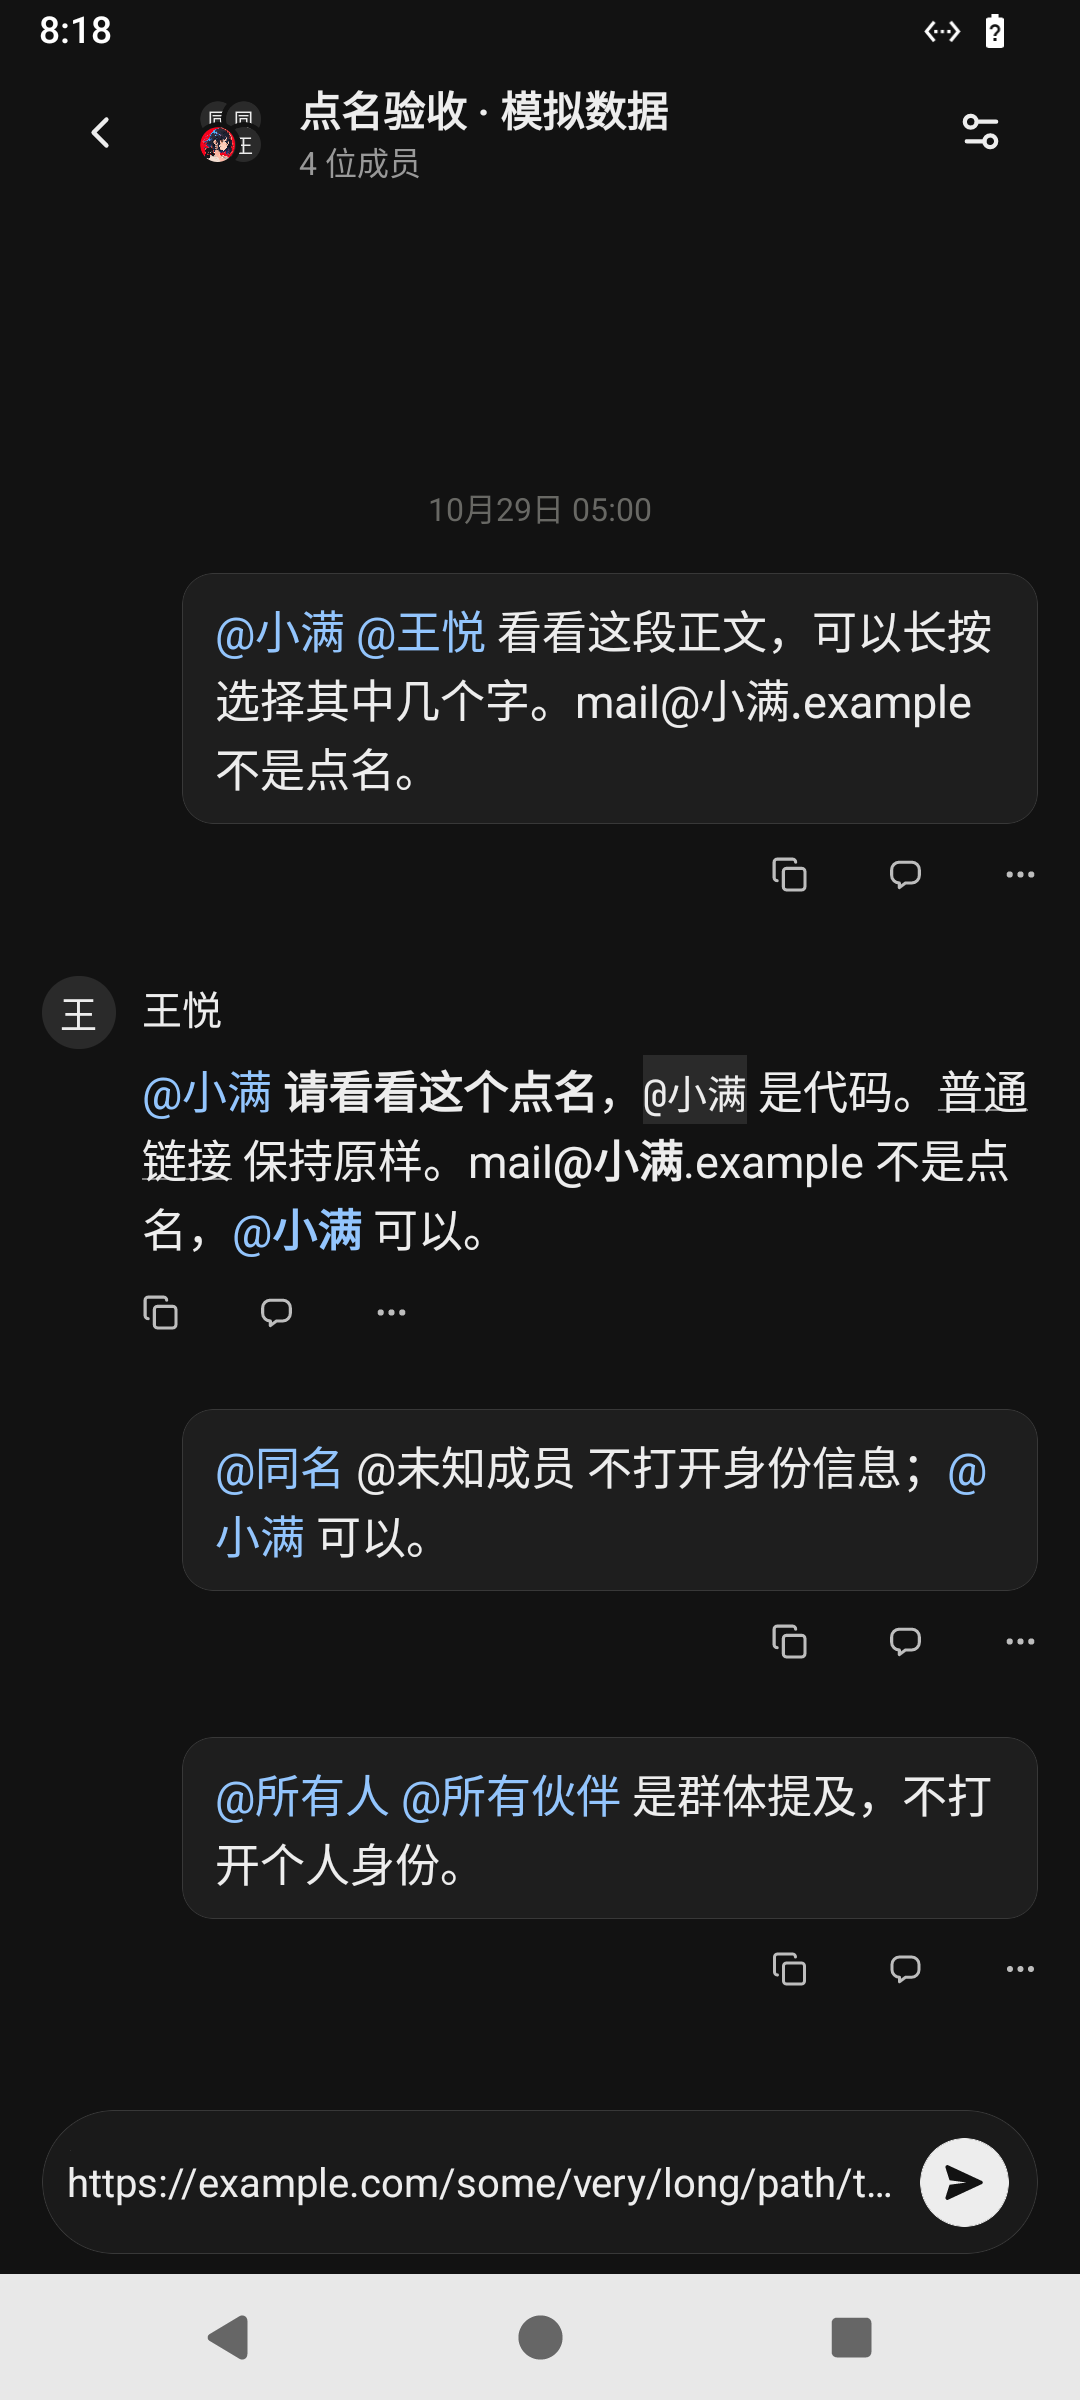 8:18
点名验收 · 模拟数据
4 位成员
10月29日 05:00
@小满 @王悦 看看这段正文，可以长按
选择其中几个字。mail@小满.example
不是点名。
王 王悦
@小满 请看看这个点名，@小满 是代码。普通
链接 保持原样。mail@小满.example 不是点
名，@小满 可以。
@同名 @未知成员 不打开身份信息；@
小满 可以。
@所有人 @所有伙伴 是群体提及，不打
开个人身份。
https://example.com/some/very/long/path/t…